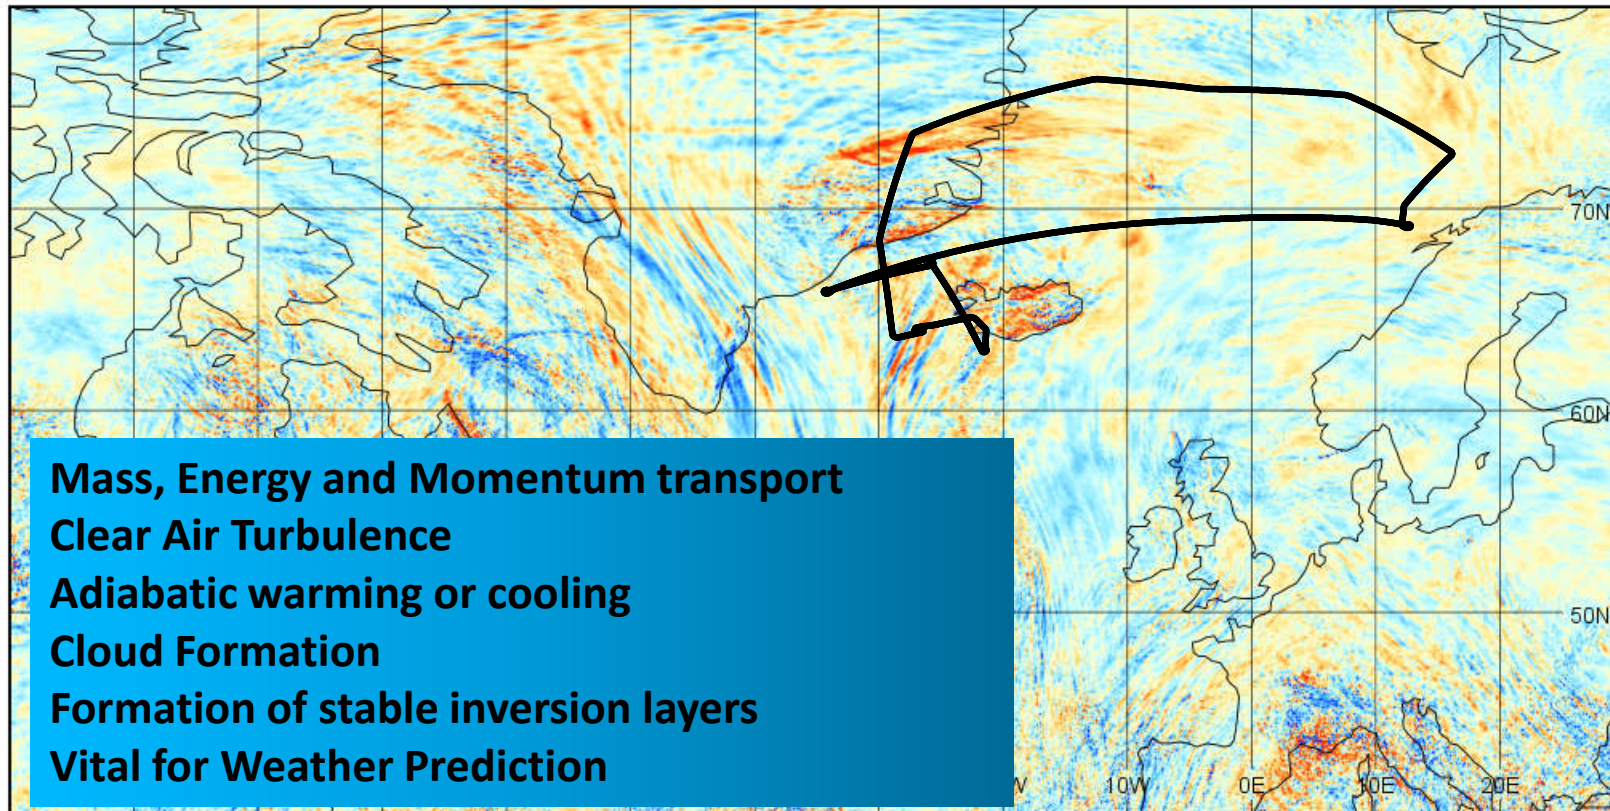 70N
60N
Mass, Energy and Momentum transport
Clear Air Turbulence
Adiabatic warming or cooling
Cloud Formation
Formation of stable inversion layers
Vital for Weather Prediction
50N
W 10W 0E 10E 20E